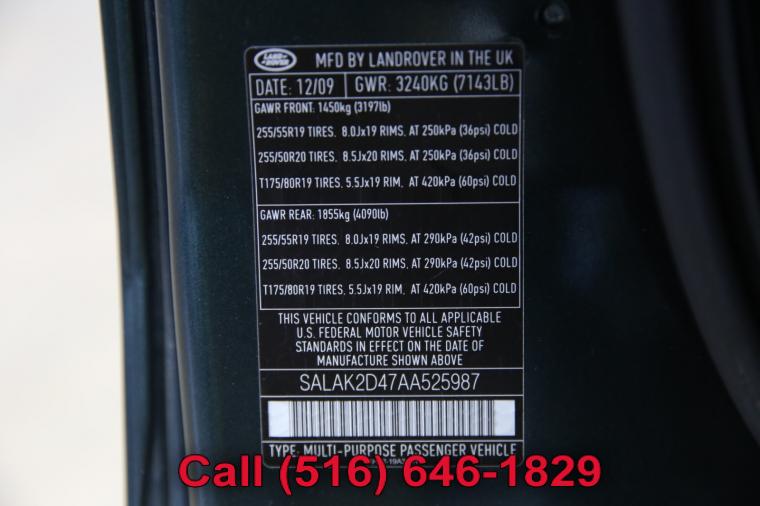 LAND-ROVER MFD BY LANDROVER IN THE UK
DATE: 12/09 GWR: 3240KG (7143LB)
GAWR FRONT: 1450kg (3197lb)
255/55R19 TIRES. 8.0Jx19 RIMS. AT 250kPa (36psi) COLD
255/50R20 TIRES. 8.5Jx20 RIMS. AT 250kPa (36psi) COLD
T175/80R19 TIRES. 5.5Jx19 RIM. AT 420kPa (60psi) COLD
GAWR REAR: 1855kg (4090lb)
255/55R19 TIRES. 8.0Jx19 RIMS. AT 290kPa (42psi) COLD
255/50R20 TIRES. 8.5Jx20 RIMS. AT 290kPa (42psi) COLD
T175/80R19 TIRES. 5.5Jx19 RIM. AT 420kPa (60psi) COLD
THIS VEHICLE CONFORMS TO ALL APPLICABLE
U.S. FEDERAL MOTOR VEHICLE SAFETY
STANDARDS IN EFFECT ON THE DATE OF
MANUFACTURE SHOWN ABOVE
SALAK2D47AA525987
TYPE: MULTI-PURPOSE PASSENGER VEHICLE
Call (516) 646-1829